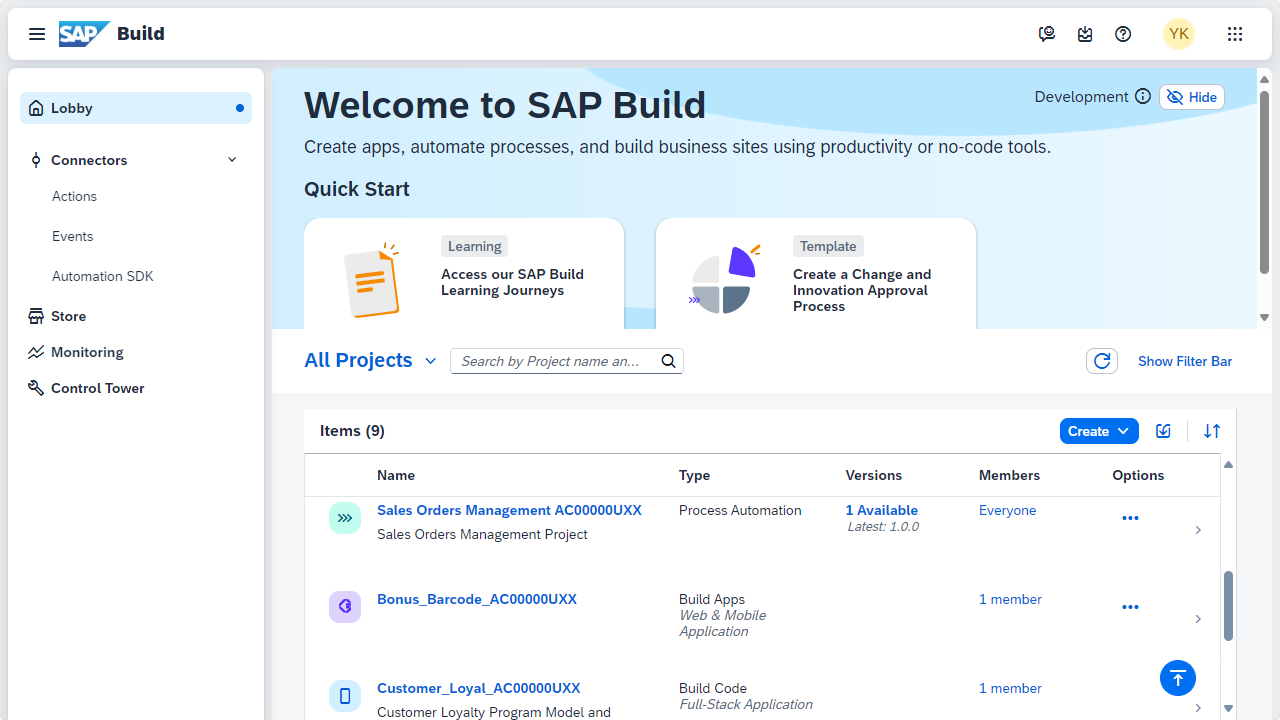 SAP Build
YK
Lobby
Connectors
Actions
Events
Automation SDK
Store
Monitoring
Control Tower
Welcome to SAP Build
Development
Hide
Create apps, automate processes, and build business sites using productivity or no-code tools.
Quick Start
Learning
Access our SAP Build
Learning Journeys
Template
Create a Change and
Innovation Approval
Process
All Projects
Search by Project name an...
Show Filter Bar
Items (9)
Create
Name Type Versions Members Options
Sales Orders Management AC00000UXX Process Automation 1 Available Everyone
Latest: 1.0.0
Sales Orders Management Project
Bonus_Barcode_AC00000UXX Build Apps 1 member
Web & Mobile
Application
Customer_Loyal_AC00000UXX Build Code 1 member
Full-Stack Application
Customer Loyalty Program Model and